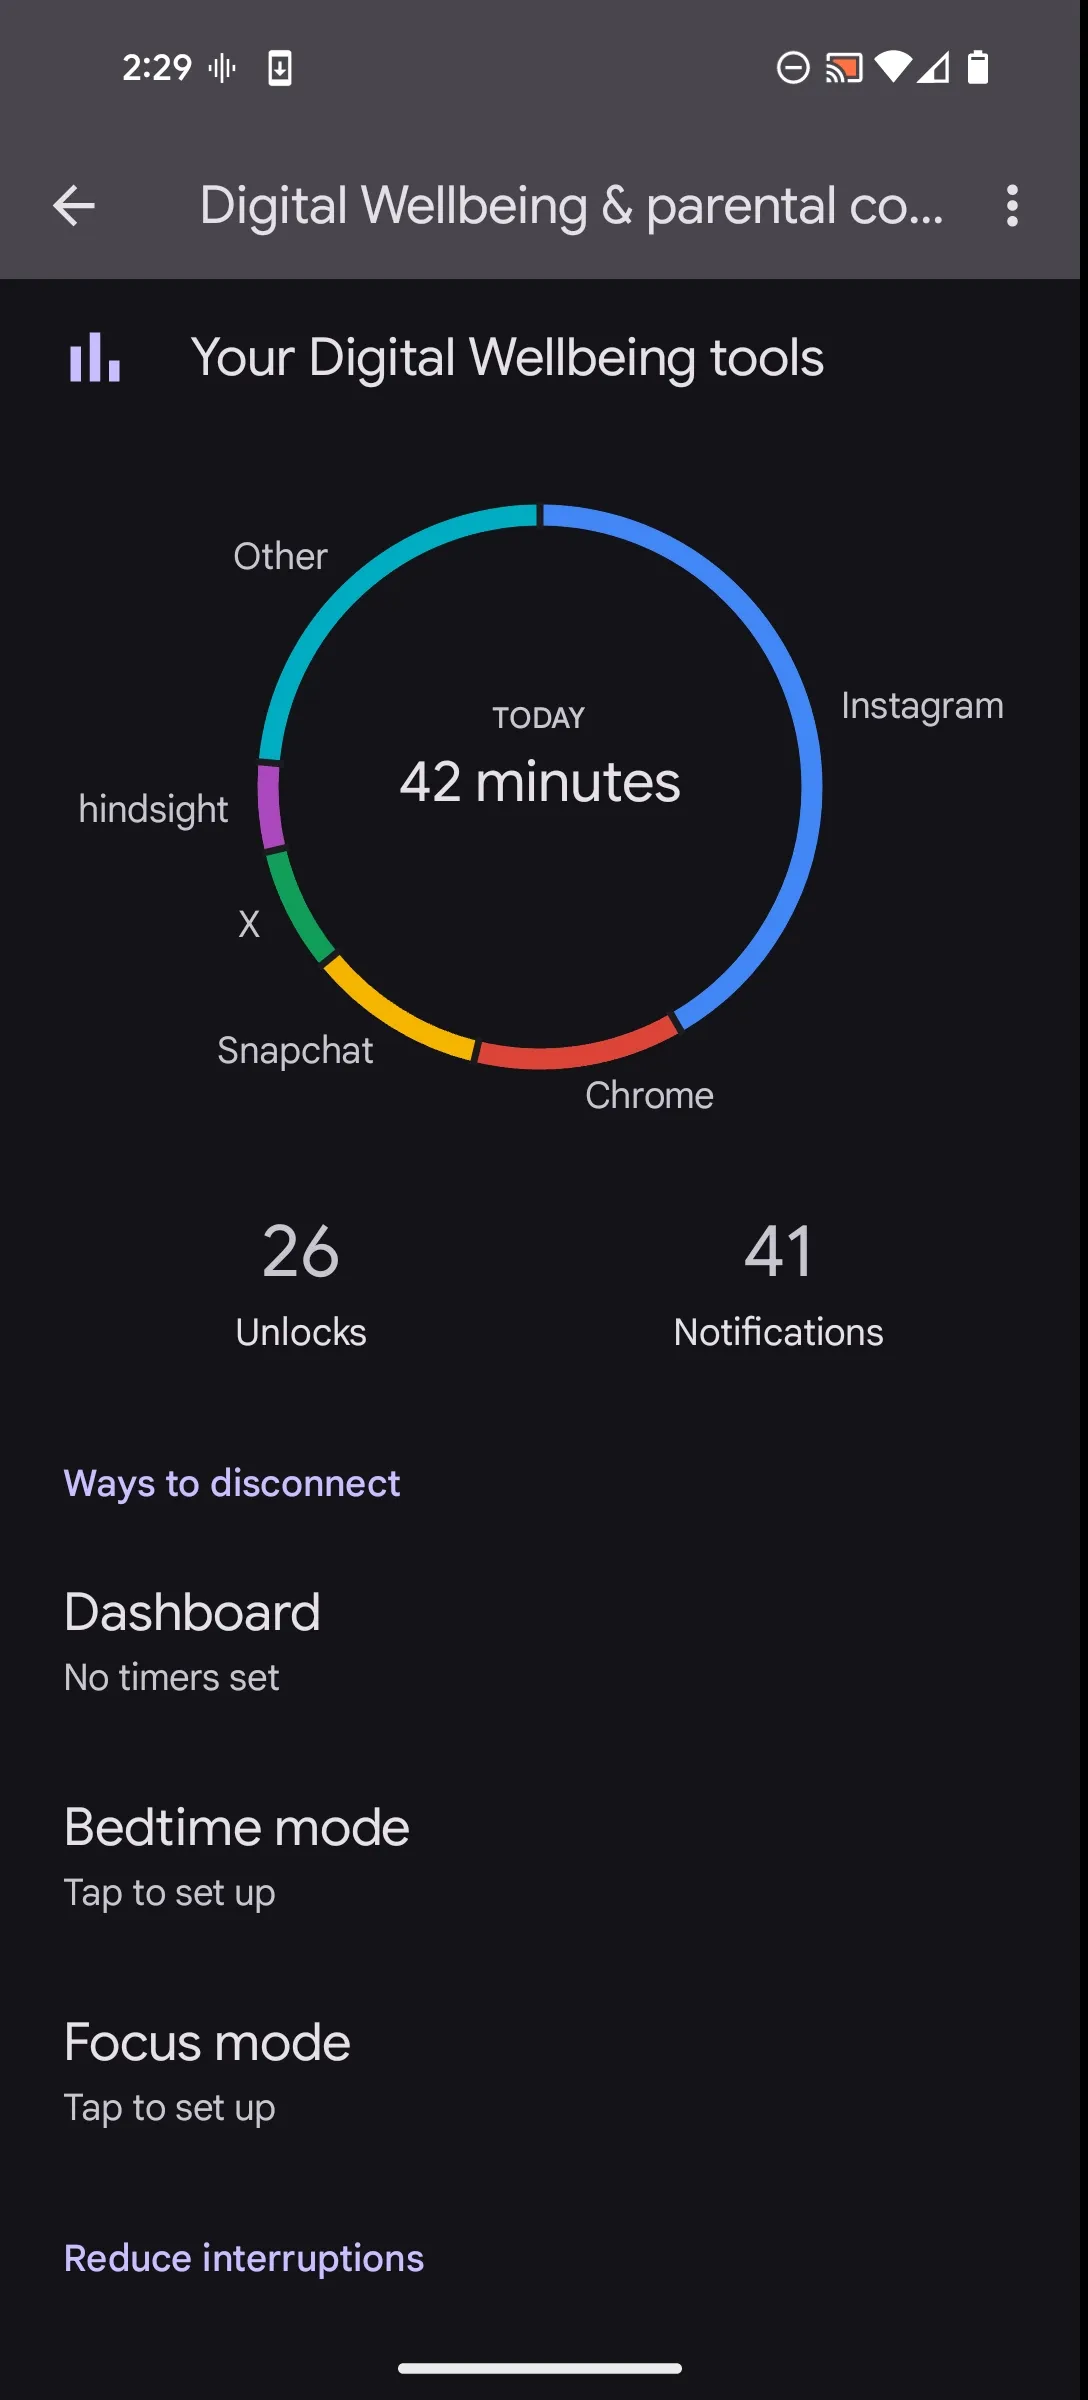 2:29
Digital Wellbeing & parental co...
Your Digital Wellbeing tools
Other
Instagram
TODAY
42 minutes
hindsight
X
Snapchat
Chrome
26
Unlocks
41
Notifications
Ways to disconnect
Dashboard
No timers set
Bedtime mode
Tap to set up
Focus mode
Tap to set up
Reduce interruptions